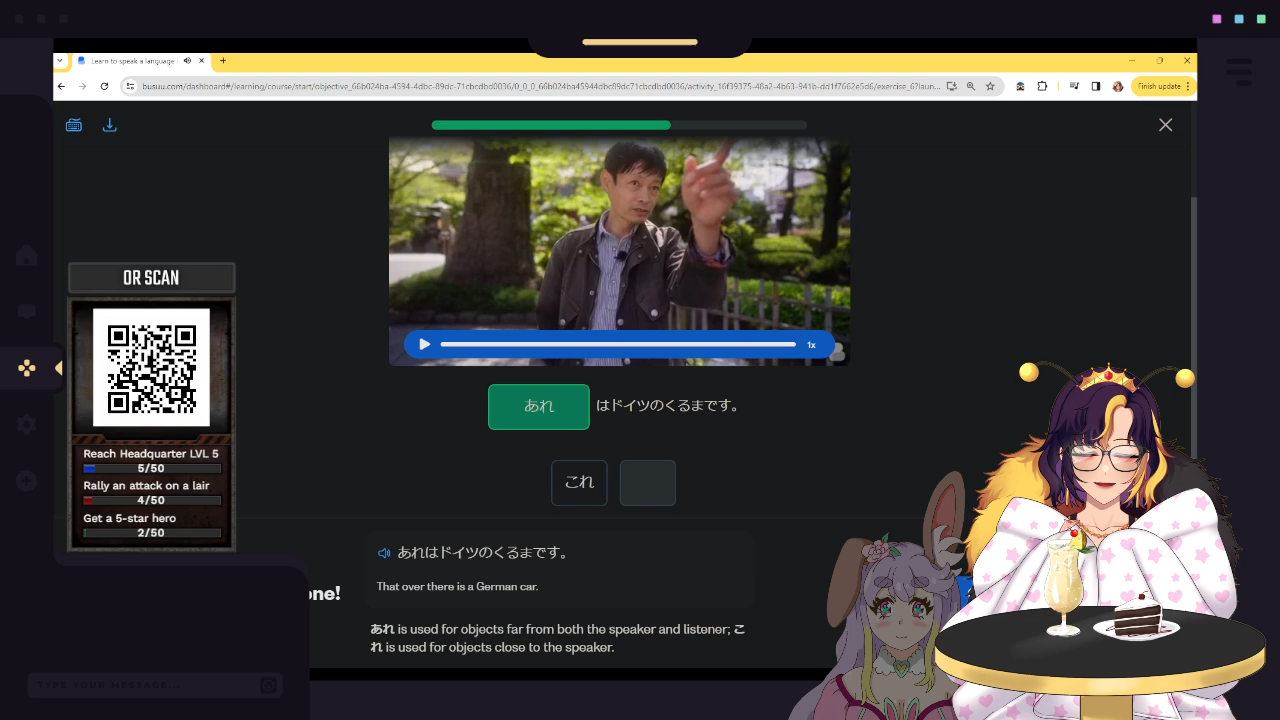 Learn to speak a language
busuu.com/dashboard#/learning/course/start/objective_66b024ba-4594-4dbc-89dc-71cbcdbd0036/0_0_0_66b024ba45944dbc89dc71cbcdbd0036/activity_16f39375-48a2-4b63-941b-dd1f7662e5d6/exercise_6?laun...
Finish update
OR SCAN
Reach Headquarter LVL 5
5/50
Rally an attack on a lair
4/50
Get a 5-star hero
2/50
1x
あれ はドイツのくるまです。
これ
あれはドイツのくるまです。
That over there is a German car.
one!
あれ is used for objects far from both the speaker and listener; こ
れ is used for objects close to the speaker.
TYPE YOUR MESSAGE...